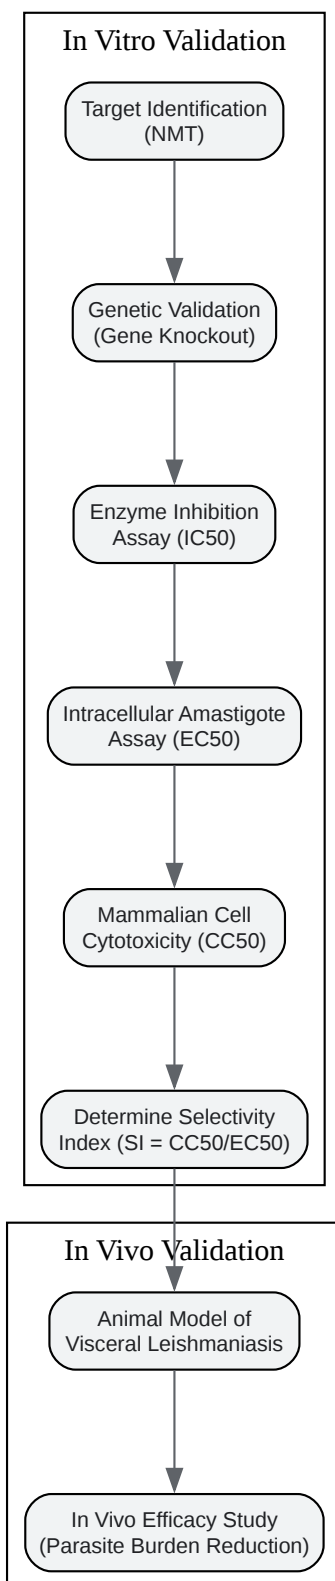 In Vitro Validation
Target Identification
(NMT)
Genetic Validation
(Gene Knockout)
Enzyme Inhibition
Assay (IC50)
Intracellular Amastigote
Assay (EC50)
Mammalian Cell
Cytotoxicity (CC50)
Determine Selectivity
Index (SI = CC50/EC50)
In Vivo Validation
Animal Model of
Visceral Leishmaniasis
In Vivo Efficacy Study
(Parasite Burden Reduction)